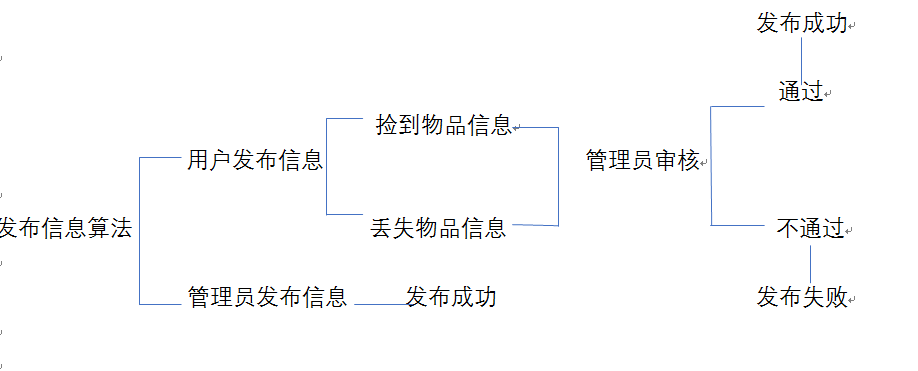 发布成功
通过
捡到物品信息
用户发布信息
管理员审核
发布信息算法
丢失物品信息
不通过
管理员发布信息
发布成功
发布失败